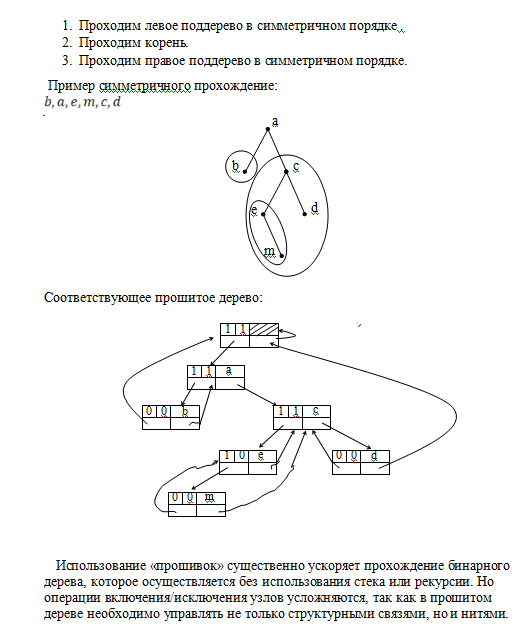 1. Проходим левое поддерево в симметричном порядке.
2. Проходим корень.
3. Проходим правое поддерево в симметричном порядке.
Пример симметричного прохождение:
b, a, e, m, c, d
a
b
c
e
d
m
Соответствующее прошитое дерево:
1 1
1 1 a
0 0 b
1 1 c
1 0 e
0 0 d
0 0 m
Использование «прошивок» существенно ускоряет прохождение бинарного
дерева, которое осуществляется без использования стека или рекурсии. Но
операции включения/исключения узлов усложняются, так как в прошитом
дереве необходимо управлять не только структурными связями, но и нитями.